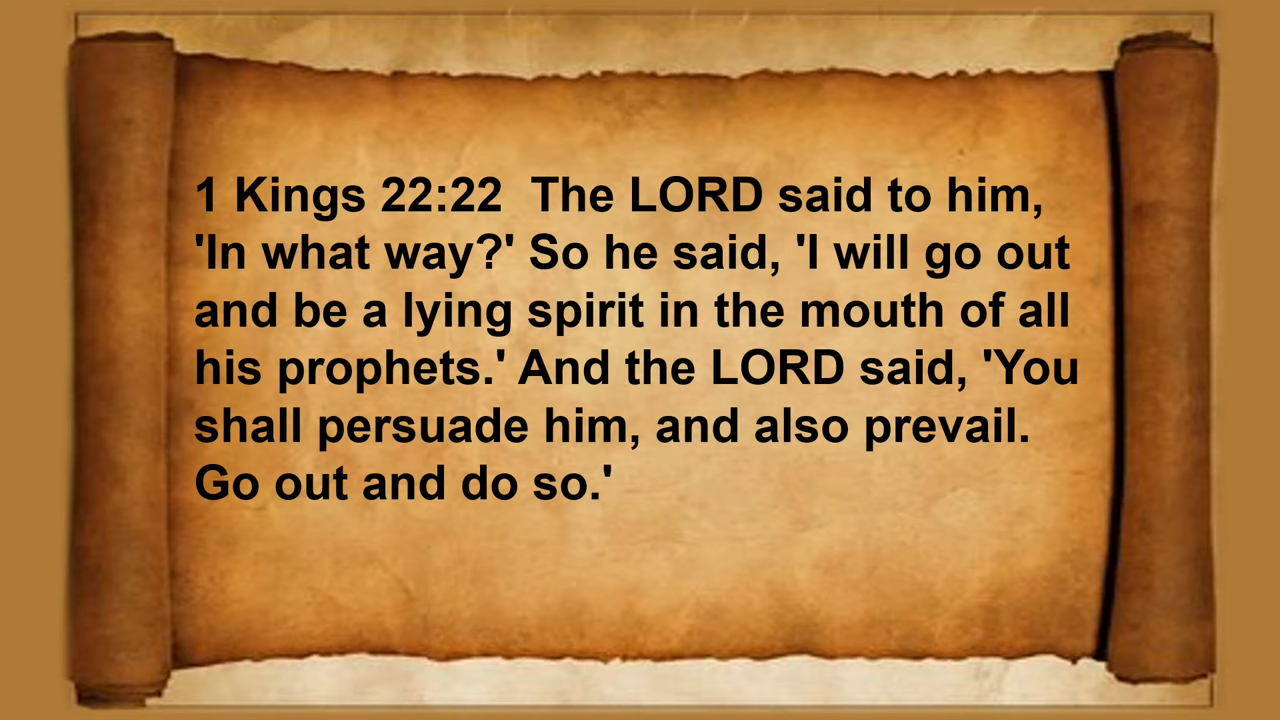 1 Kings 22:22  The LORD said to him,
'In what way?' So he said, 'I will go out
and be a lying spirit in the mouth of all
his prophets.' And the LORD said, 'You
shall persuade him, and also prevail.
Go out and do so.'